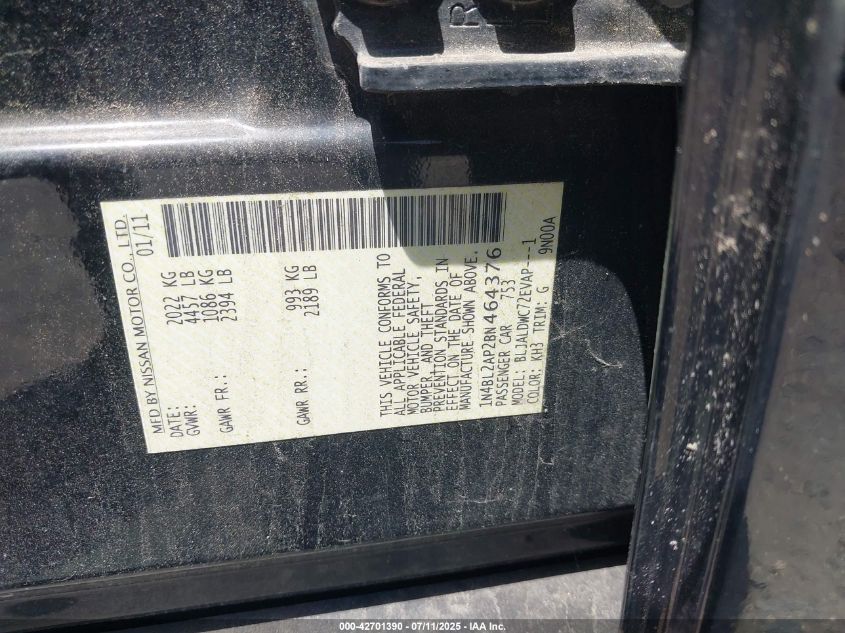 MFD BY NISSAN MOTOR CO., LTD.
DATE: 01/11
GVWR: 2022 KG
4457 LB
GAWR FR.: 1086 KG
2394 LB
GAWR RR.: 993 KG
2189 LB
THIS VEHICLE CONFORMS TO
ALL APPLICABLE FEDERAL
MOTOR VEHICLE SAFETY,
BUMPER, AND THEFT
PREVENTION STANDARDS IN
EFFECT ON THE DATE OF
MANUFACTURE SHOWN ABOVE.
1N4BL2AP2BN464376
PASSENGER CAR 753
MODEL: BLJALDWC72EVAP---1
COLOR: KH3 TRIM: G 9N00A
R
000-42701390 - 07/11/2025 - IAA Inc.